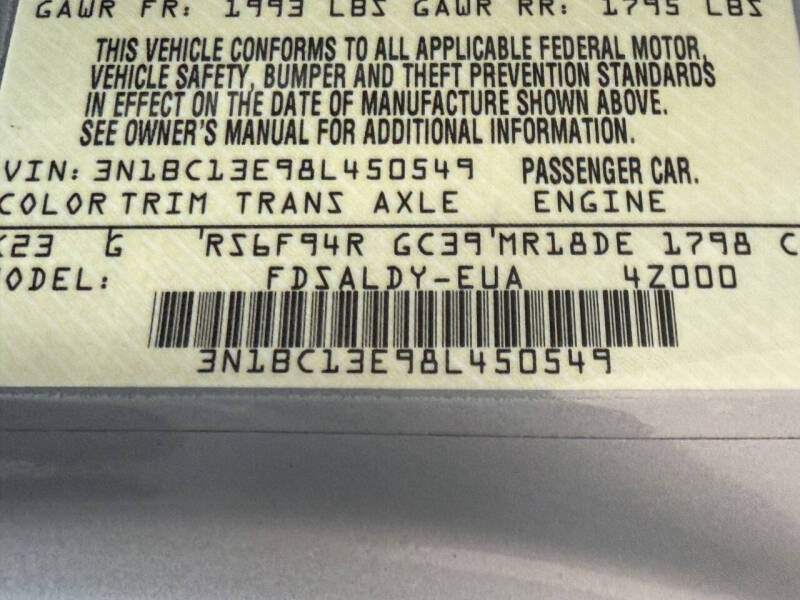 GAWR FR: 1993 LBS GAWR RR: 1795 LBS
THIS VEHICLE CONFORMS TO ALL APPLICABLE FEDERAL MOTOR,
VEHICLE SAFETY, BUMPER AND THEFT PREVENTION STANDARDS
IN EFFECT ON THE DATE OF MANUFACTURE SHOWN ABOVE.
SEE OWNER'S MANUAL FOR ADDITIONAL INFORMATION.
VIN: 3N1BC13E98L450549 PASSENGER CAR.
COLOR TRIM TRANS AXLE ENGINE
K23 G 'RS6F94R GC39'MR18DE 1798 C
ODEL: FDSALDY-EUA 4Z000
3N1BC13E98L450549